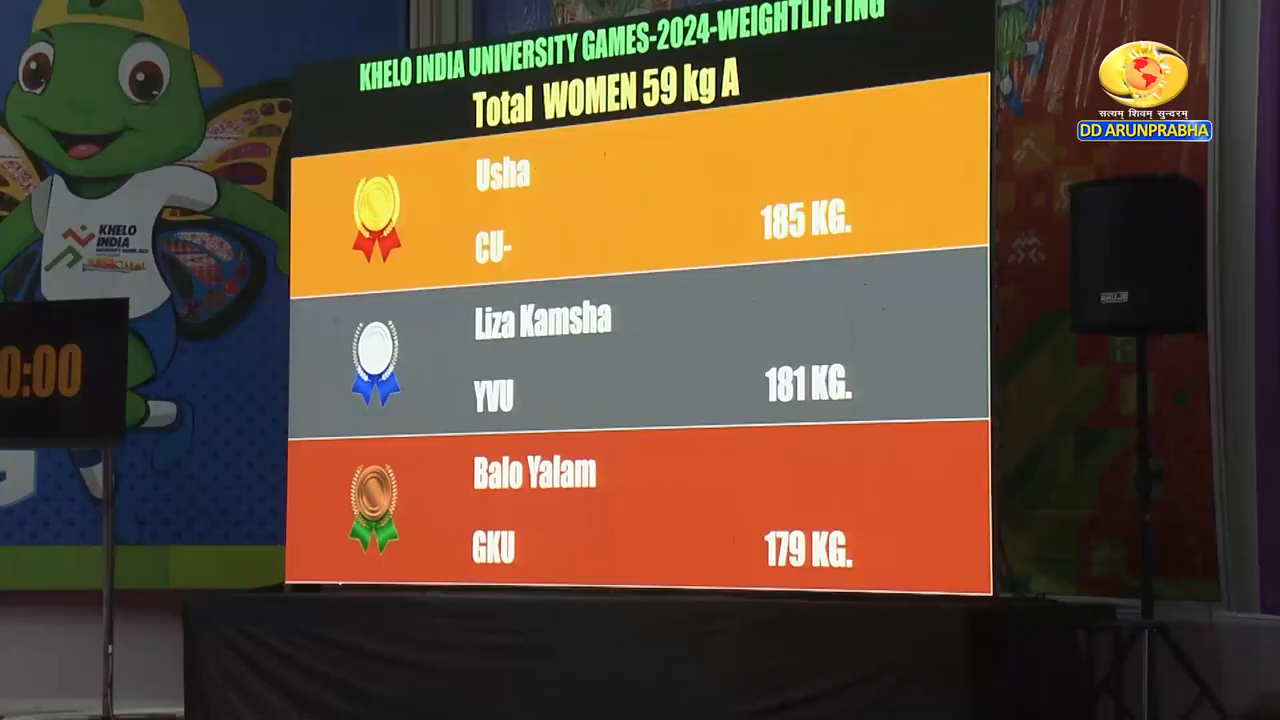 KHELO INDIA UNIVERSITY GAMES-2024-WEIGHTLIFTING
Total WOMEN 59 kg A
Usha
CU-
185 KG.
Liza Kamsha
YVU
181 KG.
Balo Yalam
GKU
179 KG.
सत्यम् शिवम् सुन्दरम्
DD ARUNPRABHA
KHELO
INDIA
0:00